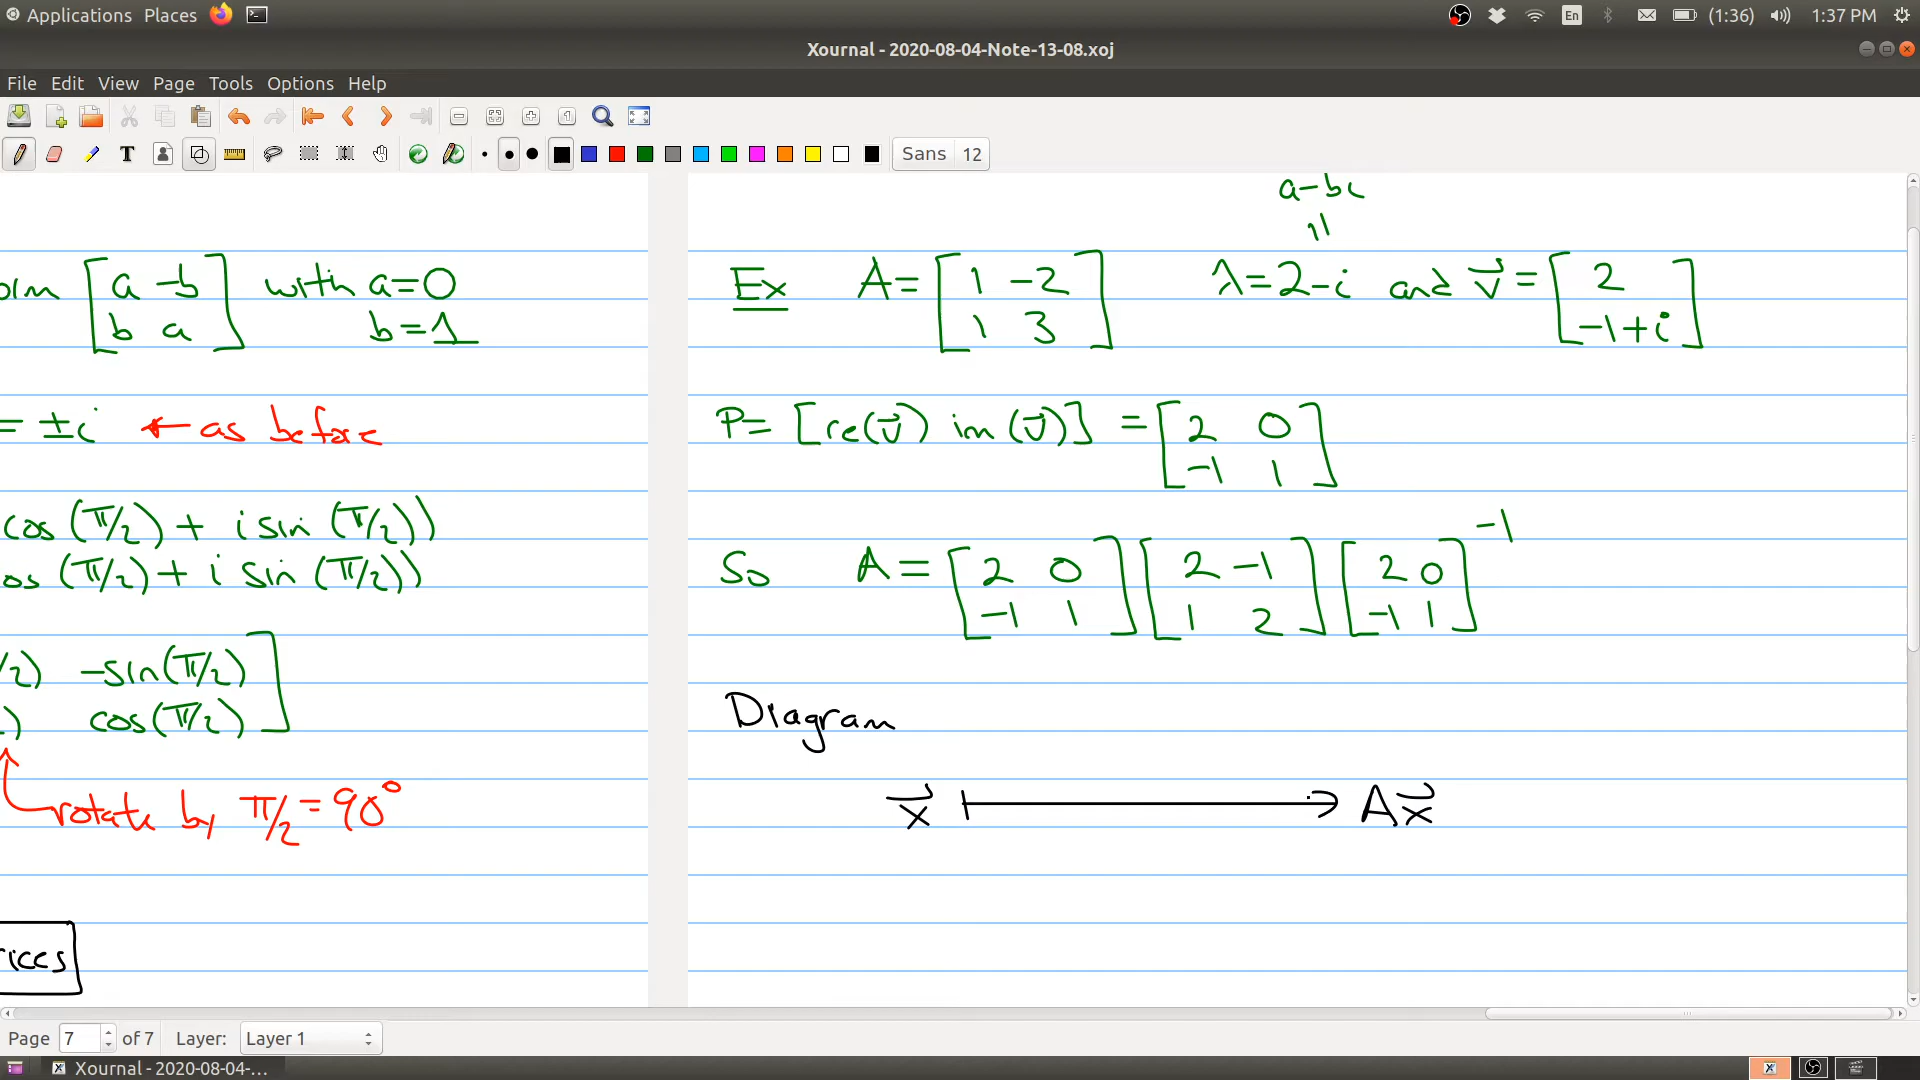 Applications Places En (1:36) 1:37 PM
Xournal - 2020-08-04-Note-13-08.xoj
File Edit View Page Tools Options Help
T Sans 12
[a -b; b a] with a=0
b=1
= ±i ← as before
cos (π/2) + i sin (π/2))
os (π/2) + i sin (π/2))
/2) -sin(π/2)
) cos(π/2)
rotate by π/2 = 90°
rices
a-bi
=
Ex A = [1 -2; 1 3] λ=2-i and v⃗ = [2; -1+i]
P= [re(v⃗) im(v⃗)] = [2 0; -1 1]
So A = [2 0; -1 1] [2 -1; 1 2] [2 0; -1 1]⁻¹
Diagram
x⃗ ⟼ Ax⃗
Page 7 of 7 Layer: Layer 1
Xournal - 2020-08-04-...